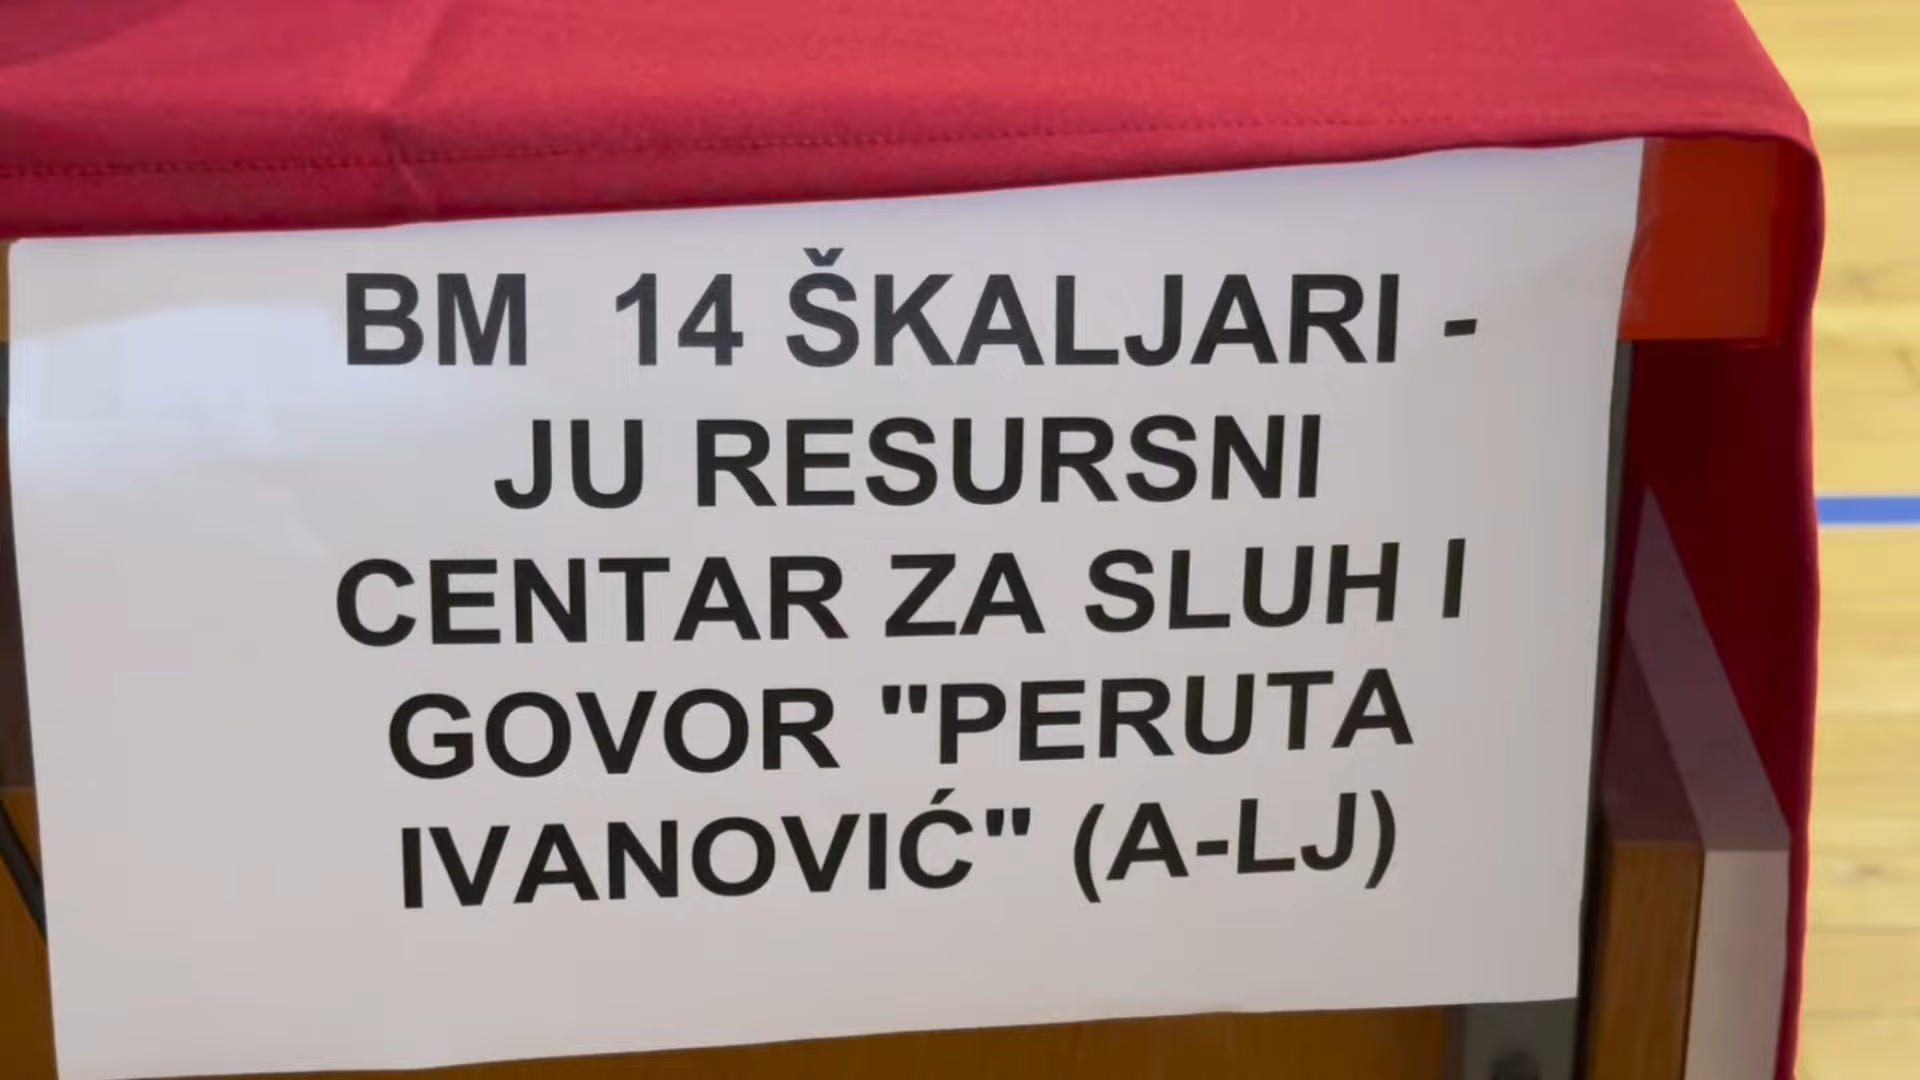 BM 14 ŠKALJARI -
JU RESURSNI
CENTAR ZA SLUH I
GOVOR "PERUTA
IVANOVIĆ" (A-LJ)